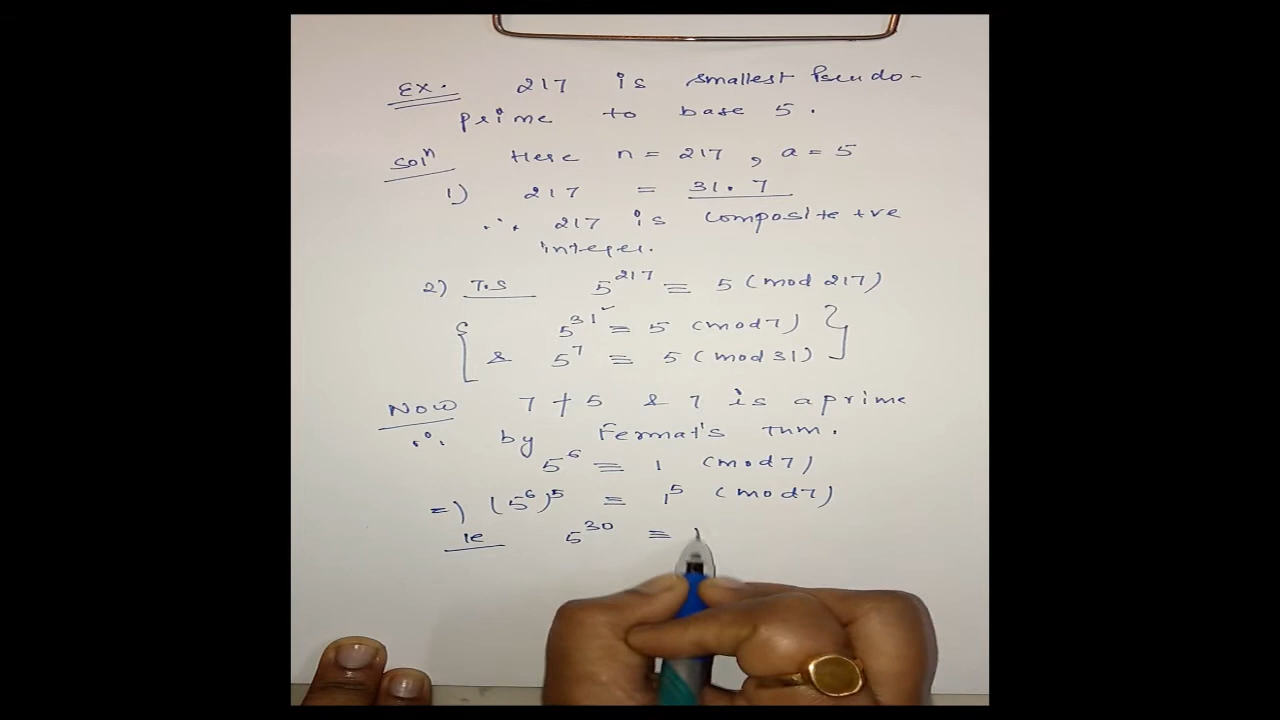 Ex. 217 is smallest Pseudo-
prime to base 5.
Solⁿ Here n = 217, a = 5
1) 217 = 31.7
∴ 217 is composite +ve
integer.
2) T.S 5^217 ≡ 5 (mod 217)
{ 5^31 ≡ 5 (mod 7) }
& 5^7 ≡ 5 (mod 31)
Now 7 ∤ 5 & 7 is a prime
∴ by Fermat's Thm.
5^6 ≡ 1 (mod 7)
=) (5^6)^5 ≡ 1^5 (mod 7)
ie 5^30 ≡ 1